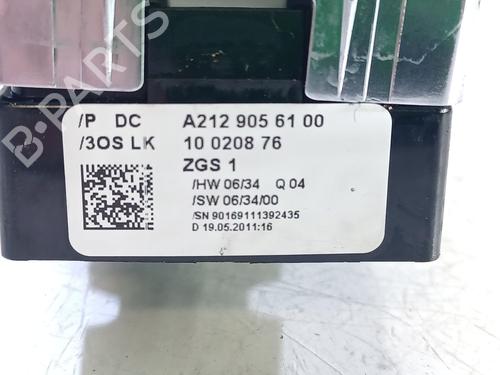 B-PARTS
/P DC A212 905 61 00
/3OS LK 10 0208 76
ZGS 1
/HW 06/34 Q 04
/SW 06/34/00
/SN 90169111392435
D 19.05.2011:16